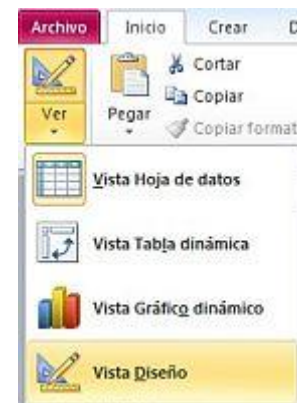 Archivo Inicio Crear D
Cortar
Copiar
Ver Pegar Copiar format
Vista Hoja de datos
Vista Tabla dinámica
Vista Gráfico dinámico
Vista Diseño